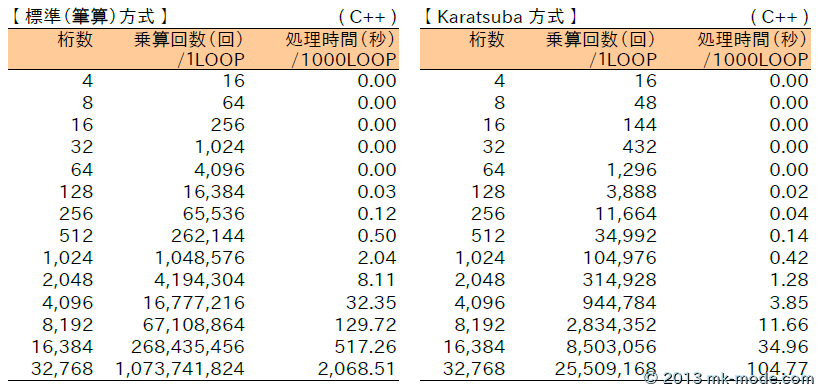 【 標準(筆算)方式 】 ( C++ )
桁数 乗算回数(回) 処理時間(秒)
/1LOOP /1000LOOP
4 16 0.00
8 64 0.00
16 256 0.00
32 1,024 0.00
64 4,096 0.00
128 16,384 0.03
256 65,536 0.12
512 262,144 0.50
1,024 1,048,576 2.04
2,048 4,194,304 8.11
4,096 16,777,216 32.35
8,192 67,108,864 129.72
16,384 268,435,456 517.26
32,768 1,073,741,824 2,068.51
【 Karatsuba 方式 】 ( C++ )
桁数 乗算回数(回) 処理時間(秒)
/1LOOP /1000LOOP
4 16 0.00
8 48 0.00
16 144 0.00
32 432 0.00
64 1,296 0.00
128 3,888 0.02
256 11,664 0.04
512 34,992 0.14
1,024 104,976 0.42
2,048 314,928 1.28
4,096 944,784 3.85
8,192 2,834,352 11.66
16,384 8,503,056 34.96
32,768 25,509,168 104.77
© 2013 mk-mode.com